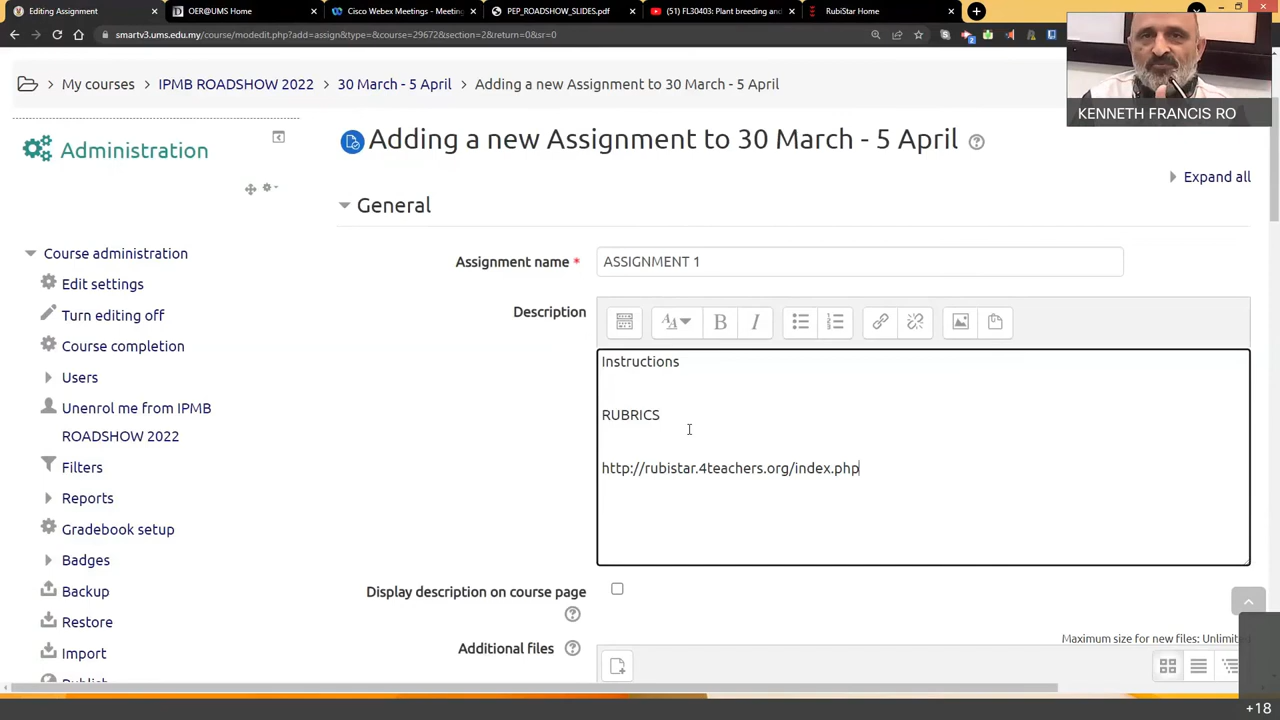 Editing Assignment
OER@UMS Home
Cisco Webex Meetings - Meeting
PEP_ROADSHOW_SLIDES.pdf
(51) FL30403: Plant breeding and
RubiStar Home
smartv3.ums.edu.my/course/modedit.php?add=assign&type=&course=29672&section=2&return=0&sr=0
My courses
IPMB ROADSHOW 2022
30 March - 5 April
Adding a new Assignment to 30 March - 5 April
KENNETH FRANCIS RO
Administration
Adding a new Assignment to 30 March - 5 April
Expand all
General
Course administration
Edit settings
Turn editing off
Course completion
Users
Unenrol me from IPMB
ROADSHOW 2022
Filters
Reports
Gradebook setup
Badges
Backup
Restore
Import
Assignment name *
ASSIGNMENT 1
Description
Instructions
RUBRICS
http://rubistar.4teachers.org/index.php
Display description on course page
Additional files
Maximum size for new files: Unlimit
+18